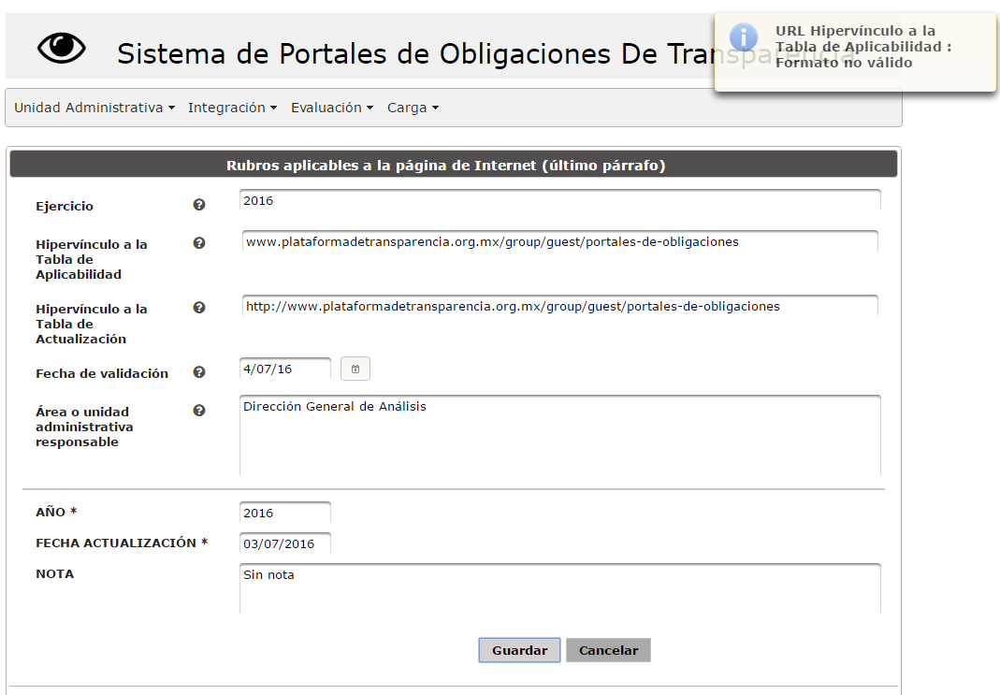 Sistema de Portales de Obligaciones De Transparencia
URL Hipervínculo a la
Tabla de Aplicabilidad :
Formato no válido
Unidad Administrativa Integración Evaluación Carga
Rubros aplicables a la página de Internet (último párrafo)
Ejercicio 2016
Hipervínculo a la
Tabla de
Aplicabilidad
www.plataformadetransparencia.org.mx/group/guest/portales-de-obligaciones
Hipervínculo a la
Tabla de
Actualización
http://www.plataformadetransparencia.org.mx/group/guest/portales-de-obligaciones
Fecha de validación 4/07/16
Área o unidad
administrativa
responsable
Dirección General de Análisis
AÑO * 2016
FECHA ACTUALIZACIÓN * 03/07/2016
NOTA Sin nota
Guardar Cancelar